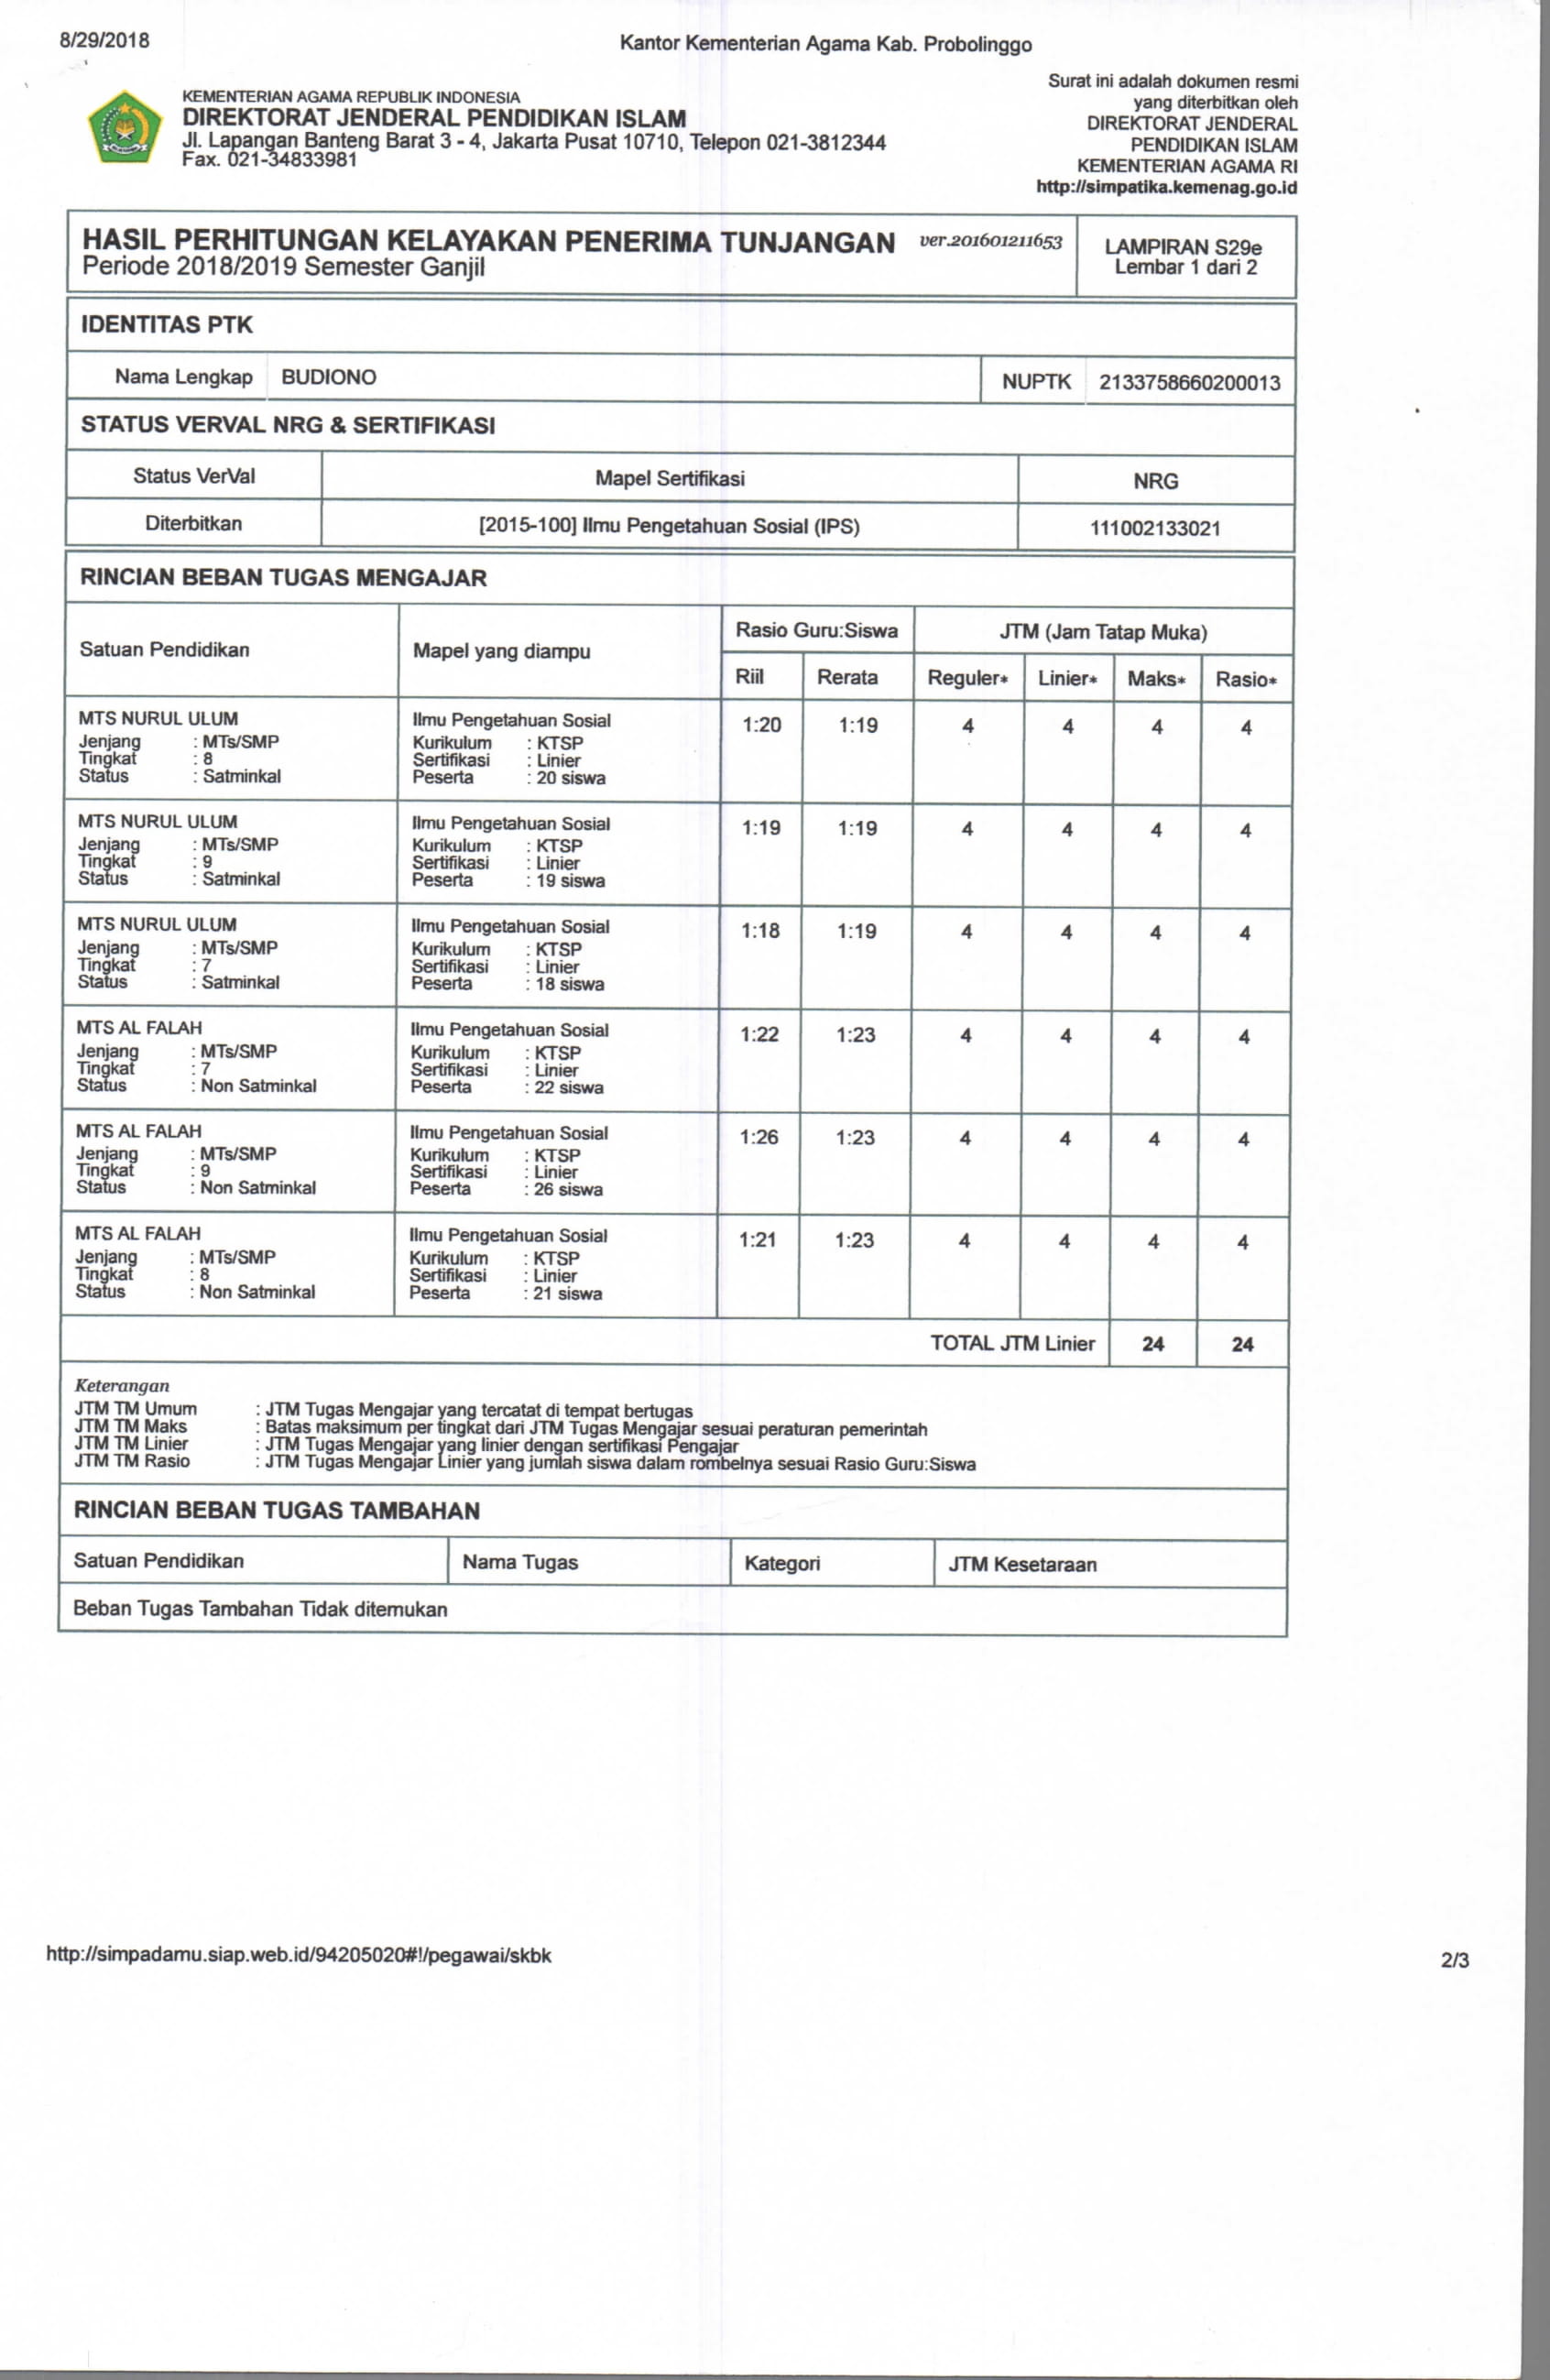 8/29/2018
Kantor Kementerian Agama Kab. Probolinggo
KEMENTERIAN AGAMA REPUBLIK INDONESIA
DIREKTORAT JENDERAL PENDIDIKAN ISLAM
Jl. Lapangan Banteng Barat 3 - 4, Jakarta Pusat 10710, Telepon 021-3812344
Fax. 021-34833981
Surat ini adalah dokumen resmi
yang diterbitkan oleh
DIREKTORAT JENDERAL
PENDIDIKAN ISLAM
KEMENTERIAN AGAMA RI
http://simpatika.kemenag.go.id
HASIL PERHITUNGAN KELAYAKAN PENERIMA TUNJANGAN ver.201601211653
Periode 2018/2019 Semester Ganjil
LAMPIRAN S29e
Lembar 1 dari 2
IDENTITAS PTK
Nama Lengkap BUDIONO NUPTK 2133758660200013
STATUS VERVAL NRG & SERTIFIKASI
Status VerVal Mapel Sertifikasi NRG
Diterbitkan [2015-100] Ilmu Pengetahuan Sosial (IPS) 111002133021
RINCIAN BEBAN TUGAS MENGAJAR
Satuan Pendidikan Mapel yang diampu Rasio Guru:Siswa JTM (Jam Tatap Muka)
Riil Rerata Reguler* Linier* Maks* Rasio*
MTS NURUL ULUM Ilmu Pengetahuan Sosial 1:20 1:19 4 4 4 4
Jenjang : MTs/SMP Kurikulum : KTSP
Tingkat : 8 Sertifikasi : Linier
Status : Satminkal Peserta : 20 siswa
MTS NURUL ULUM Ilmu Pengetahuan Sosial 1:19 1:19 4 4 4 4
Jenjang : MTs/SMP Kurikulum : KTSP
Tingkat : 9 Sertifikasi : Linier
Status : Satminkal Peserta : 19 siswa
MTS NURUL ULUM Ilmu Pengetahuan Sosial 1:18 1:19 4 4 4 4
Jenjang : MTs/SMP Kurikulum : KTSP
Tingkat : 7 Sertifikasi : Linier
Status : Satminkal Peserta : 18 siswa
MTS AL FALAH Ilmu Pengetahuan Sosial 1:22 1:23 4 4 4 4
Jenjang : MTs/SMP Kurikulum : KTSP
Tingkat : 7 Sertifikasi : Linier
Status : Non Satminkal Peserta : 22 siswa
MTS AL FALAH Ilmu Pengetahuan Sosial 1:26 1:23 4 4 4 4
Jenjang : MTs/SMP Kurikulum : KTSP
Tingkat : 9 Sertifikasi : Linier
Status : Non Satminkal Peserta : 26 siswa
MTS AL FALAH Ilmu Pengetahuan Sosial 1:21 1:23 4 4 4 4
Jenjang : MTs/SMP Kurikulum : KTSP
Tingkat : 8 Sertifikasi : Linier
Status : Non Satminkal Peserta : 21 siswa
TOTAL JTM Linier 24 24
Keterangan
JTM TM Umum : JTM Tugas Mengajar yang tercatat di tempat bertugas
JTM TM Maks : Batas maksimum per tingkat dari JTM Tugas Mengajar sesuai peraturan pemerintah
JTM TM Linier : JTM Tugas Mengajar yang linier dengan sertifikasi Pengajar
JTM TM Rasio : JTM Tugas Mengajar Linier yang jumlah siswa dalam rombelnya sesuai Rasio Guru:Siswa
RINCIAN BEBAN TUGAS TAMBAHAN
Satuan Pendidikan Nama Tugas Kategori JTM Kesetaraan
Beban Tugas Tambahan Tidak ditemukan
http://simpadamu.siap.web.id/94205020#!/pegawai/skbk
2/3